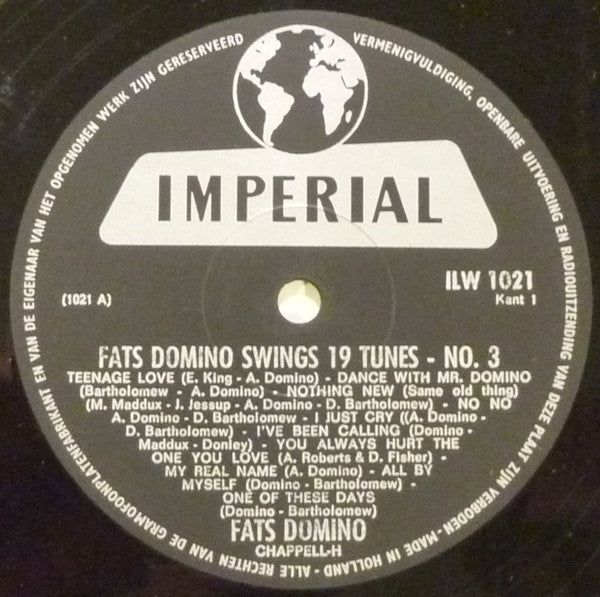 IMPERIAL
ILW 1021
(1021 A)
Kant 1
FATS DOMINO SWINGS 19 TUNES - NO. 3
TEENAGE LOVE (E. King - A. Domino) - DANCE WITH MR. DOMINO
(Bartholomew - A. Domino) - NOTHING NEW (Same old thing)
(M. Maddux - J. Jessup - A. Domino - D. Bartholomew) - NO NO
A. Domino - D. Bartholomew - I JUST CRY ((A. Domino -
D. Bartholomew - I'VE BEEN CALLING (Domino -
Maddux - Donley) - YOU ALWAYS HURT THE
ONE YOU LOVE (A. Roberts & D. Fisher) -
MY REAL NAME (A. Domino) - ALL BY
MYSELF (Domino - Bartholomew) -
ONE OF THESE DAYS
(Domino - Bartholomew)
FATS DOMINO
CHAPPELL-H
ALLE RECHTEN VAN DE GRAMOFOONPLATENFABRIKANT EN VAN DE EIGENAAR VAN HET OPGENOMEN WERK ZIJN GERESERVEERD
VERMENIGVULDIGING, OPENBARE UITVOERING EN RADIOUITZENDING VAN DEZE PLAAT ZIJN VERBODEN - MADE IN HOLLAND -